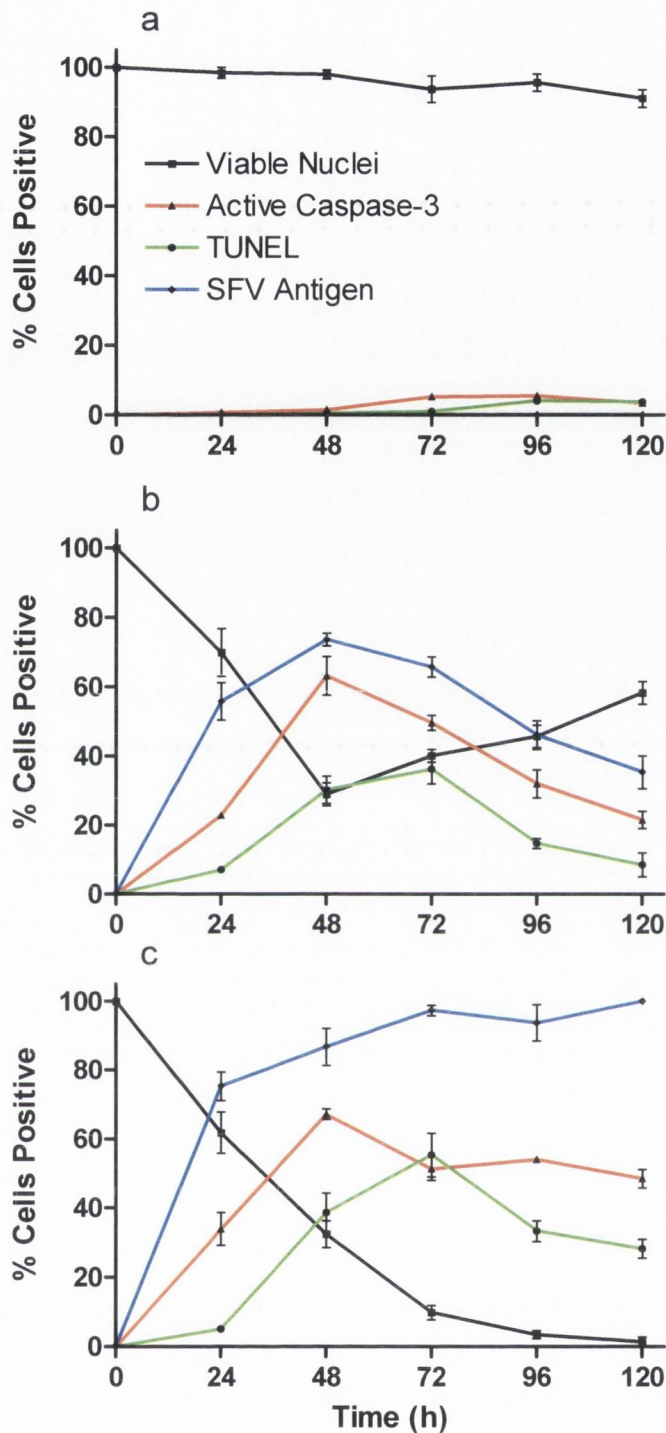 a
% Cells Positive
100
80
60
40
20
0
Viable Nuclei
Active Caspase-3
TUNEL
SFV Antigen
0 24 48 72 96 120
b
% Cells Positive
100
80
60
40
20
0
0 24 48 72 96 120
c
% Cells Positive
100
80
60
40
20
0
0 24 48 72 96 120
Time (h)